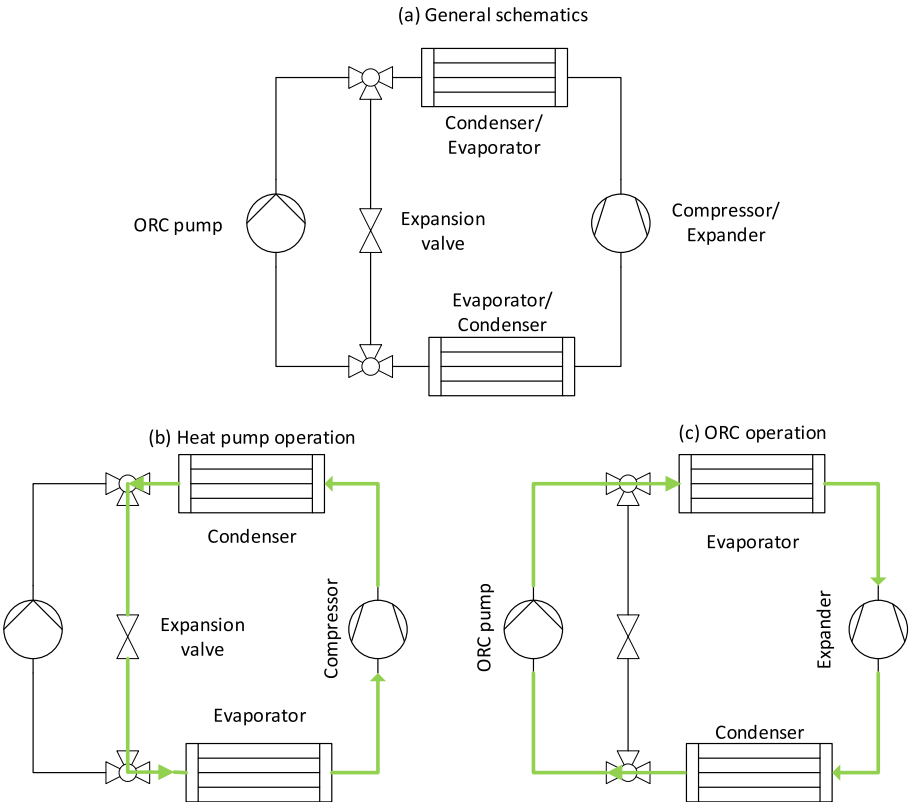 (a) General schematics
Condenser/
Evaporator
ORC pump
Expansion
valve
Compressor/
Expander
Evaporator/
Condenser
(b) Heat pump operation
Condenser
Expansion
valve
Compressor
Evaporator
(c) ORC operation
Evaporator
ORC pump
Expander
Condenser